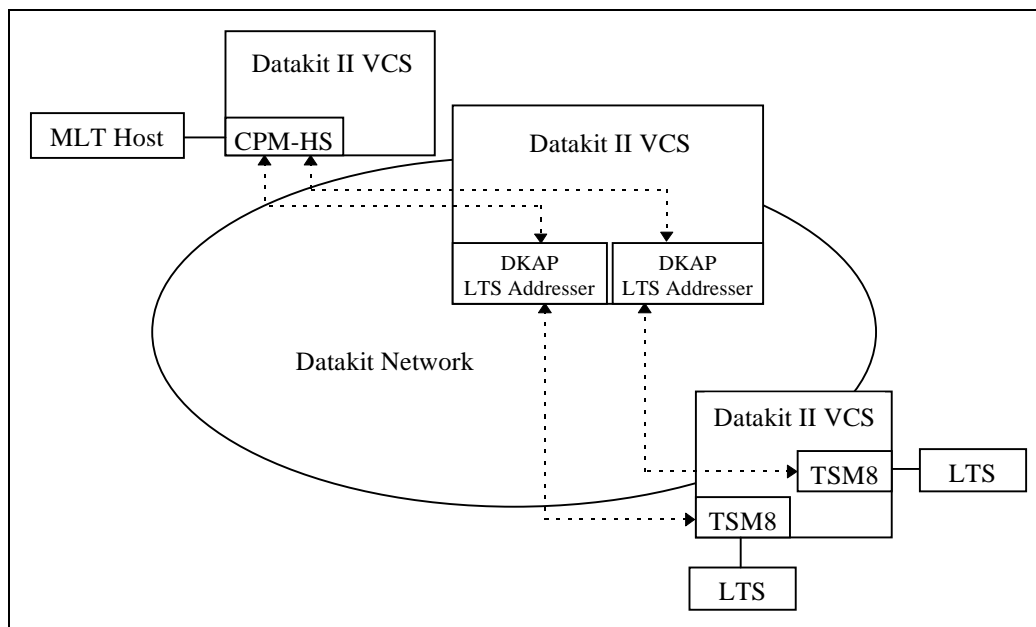 Datakit II VCS
MLT Host
CPM-HS
Datakit II VCS
DKAP
LTS Addresser
DKAP
LTS Addresser
Datakit Network
Datakit II VCS
TSM8
LTS
TSM8
LTS